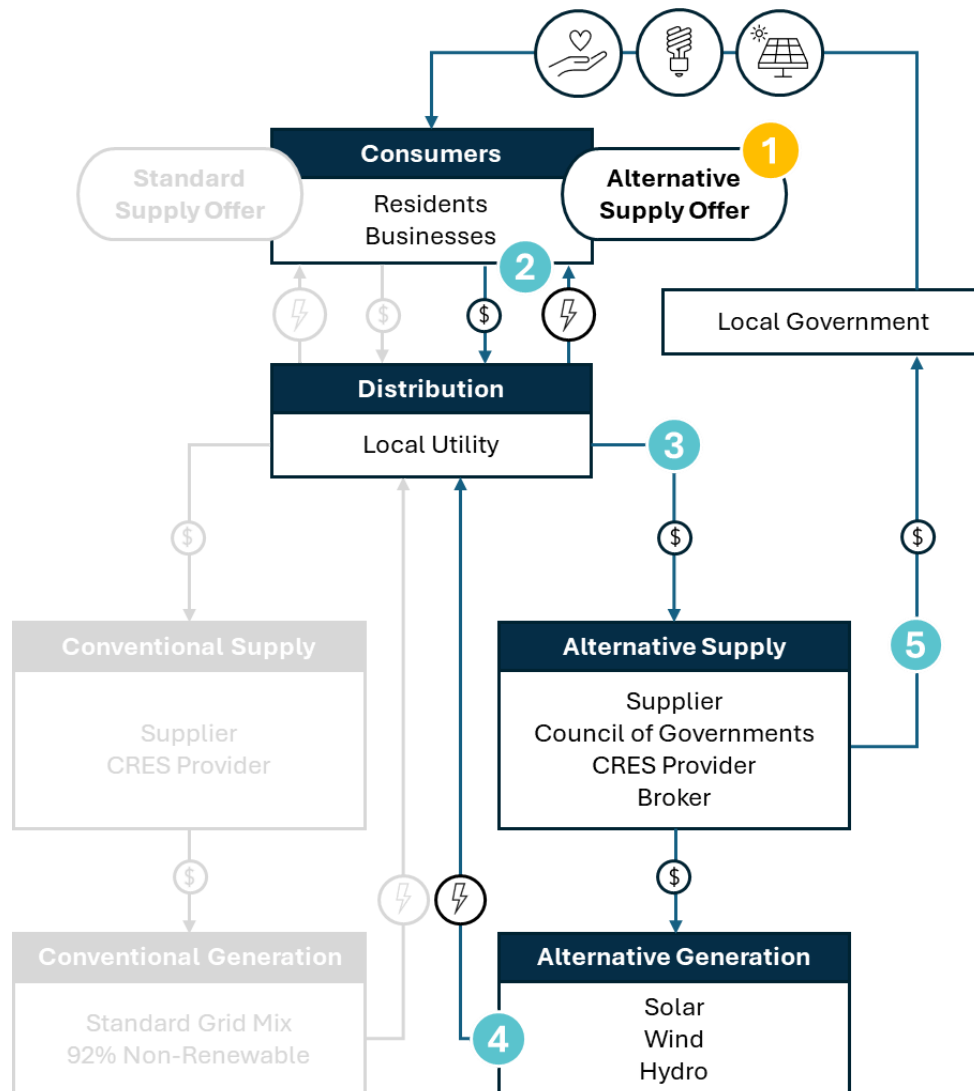 Consumers
1
Standard
Supply Offer
Alternative
Supply Offer
Residents
Businesses
2
$
$
Local Government
Distribution
Local Utility
3
$
$
$
Conventional Supply
Supplier
CRES Provider
Alternative Supply
Supplier
Council of Governments
CRES Provider
Broker
5
$
$
Conventional Generation
Standard Grid Mix
92% Non-Renewable
4
Alternative Generation
Solar
Wind
Hydro